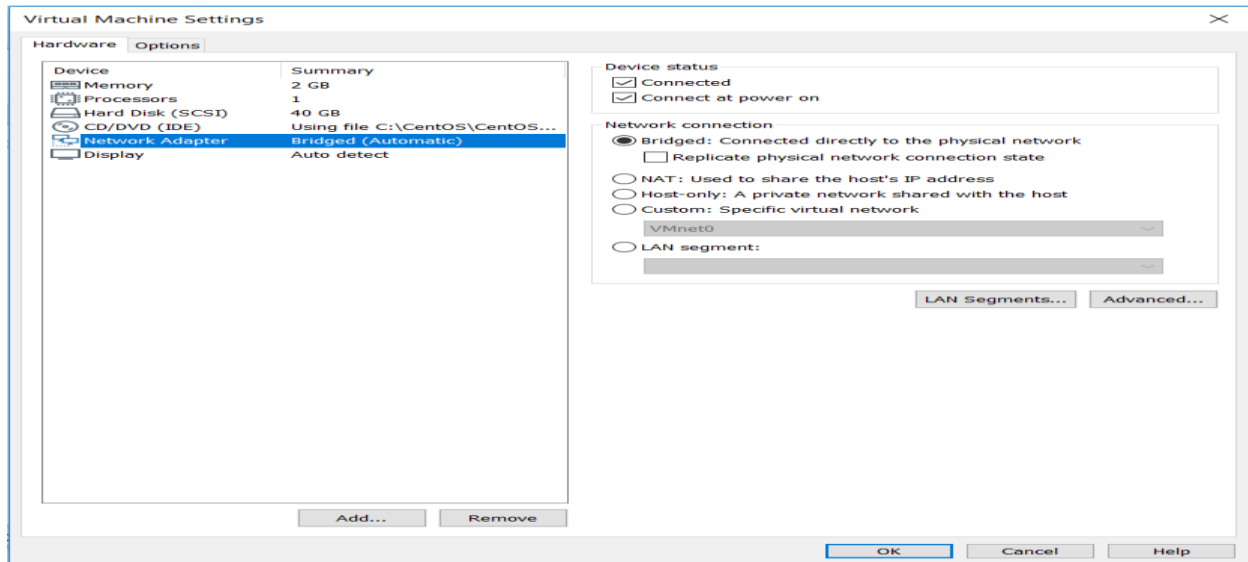 Virtual Machine Settings
Hardware Options
Device Summary
Memory 2 GB
Processors 1
Hard Disk (SCSI) 40 GB
CD/DVD (IDE) Using file C:\CentOS\CentOS...
Network Adapter Bridged (Automatic)
Display Auto detect
Add... Remove
Device status
Connected
Connect at power on
Network connection
Bridged: Connected directly to the physical network
Replicate physical network connection state
NAT: Used to share the host's IP address
Host-only: A private network shared with the host
Custom: Specific virtual network
VMnet0
LAN segment:
LAN Segments... Advanced...
OK Cancel Help